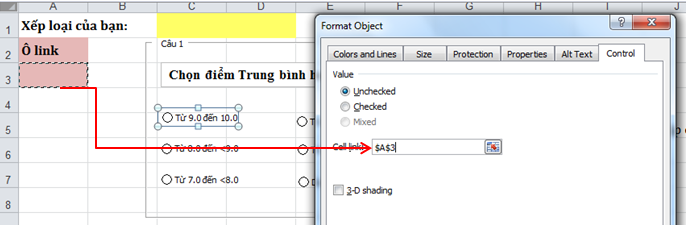 A B C D E F G H I J
1 Xếp loại của bạn:
2 Ô link
3
4
5
6
7
8
Câu 1
Chọn điểm Trung bình h
Từ 9.0 đến 10.0
Từ 8.0 đến <9.0
Từ 7.0 đến <8.0
Format Object
Colors and Lines Size Protection Properties Alt Text Control
Value
Unchecked
Checked
Mixed
Cell link: $A$3
3-D shading